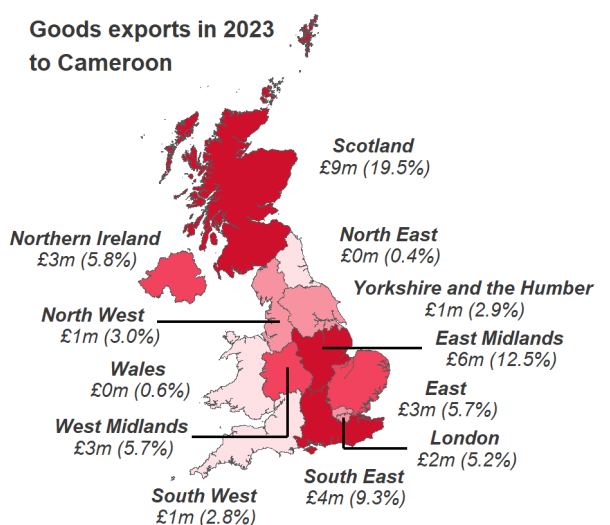 Goods exports in 2023
to Cameroon
Scotland
£9m (19.5%)
Northern Ireland
£3m (5.8%)
North East
£0m (0.4%)
Yorkshire and the Humber
£1m (2.9%)
North West
£1m (3.0%)
East Midlands
£6m (12.5%)
Wales
£0m (0.6%)
East
£3m (5.7%)
West Midlands
£3m (5.7%)
London
£2m (5.2%)
South East
£4m (9.3%)
South West
£1m (2.8%)